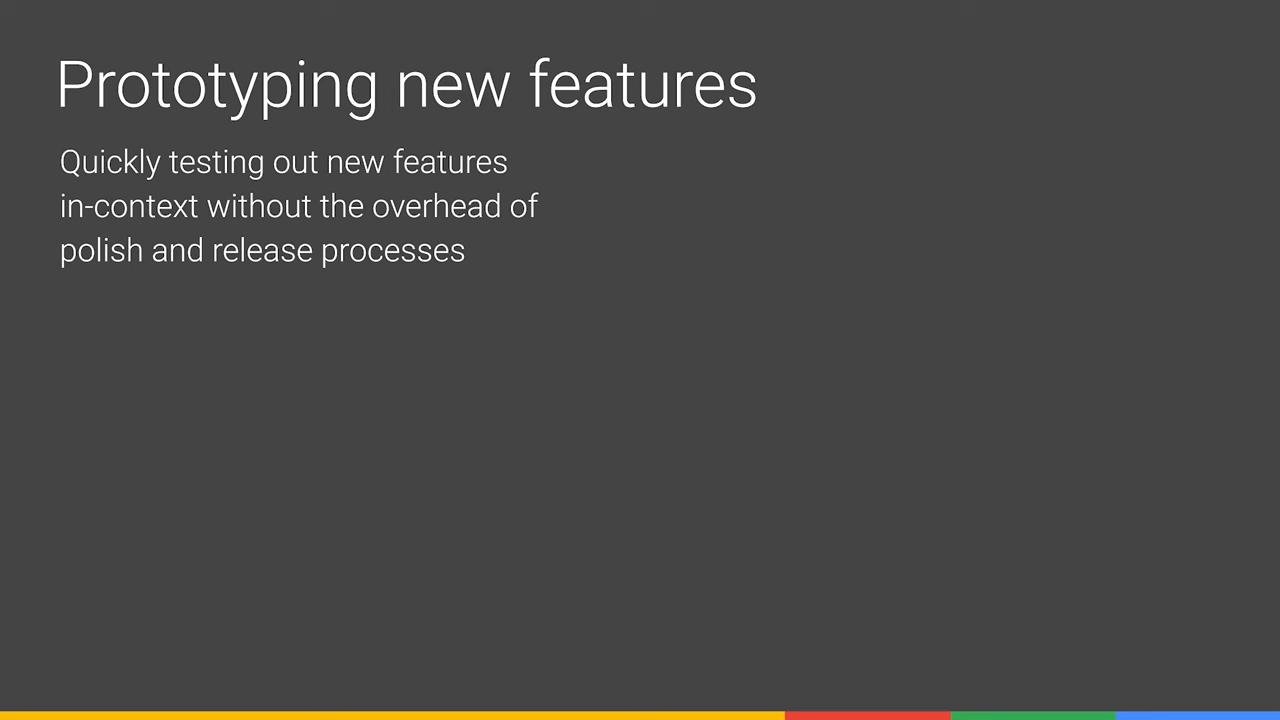 Prototyping new features
Quickly testing out new features
in-context without the overhead of
polish and release processes